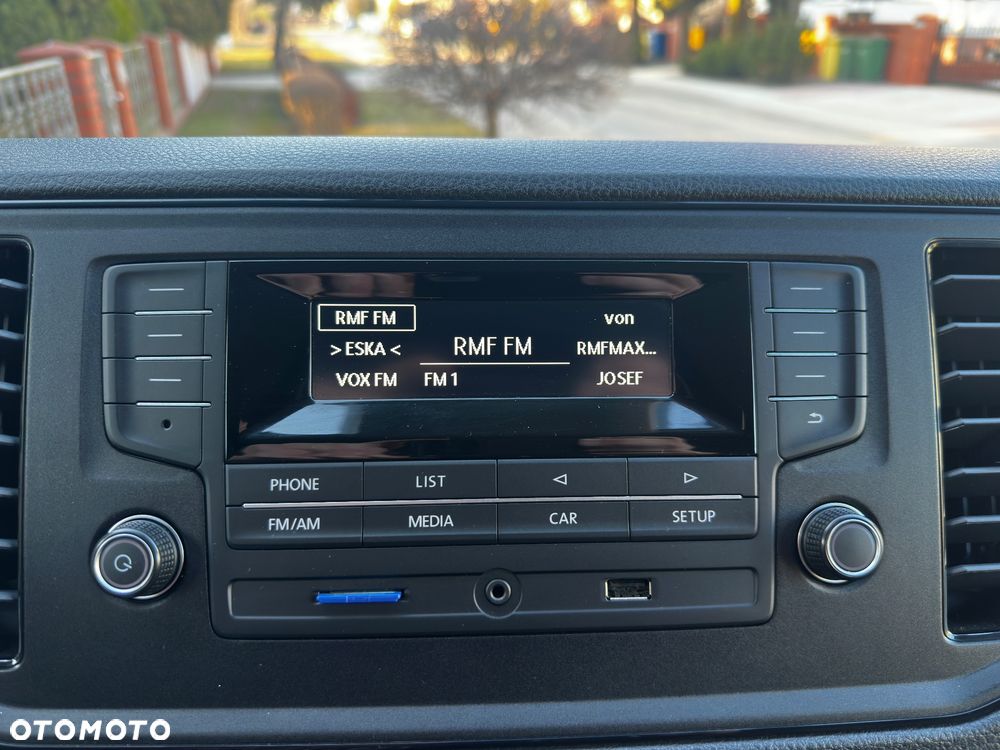 RMF FM von
> ESKA < RMF FM RMFMAX...
VOX FM FM 1 JOSEF
PHONE LIST
FM/AM MEDIA CAR SETUP
OTOMOTO